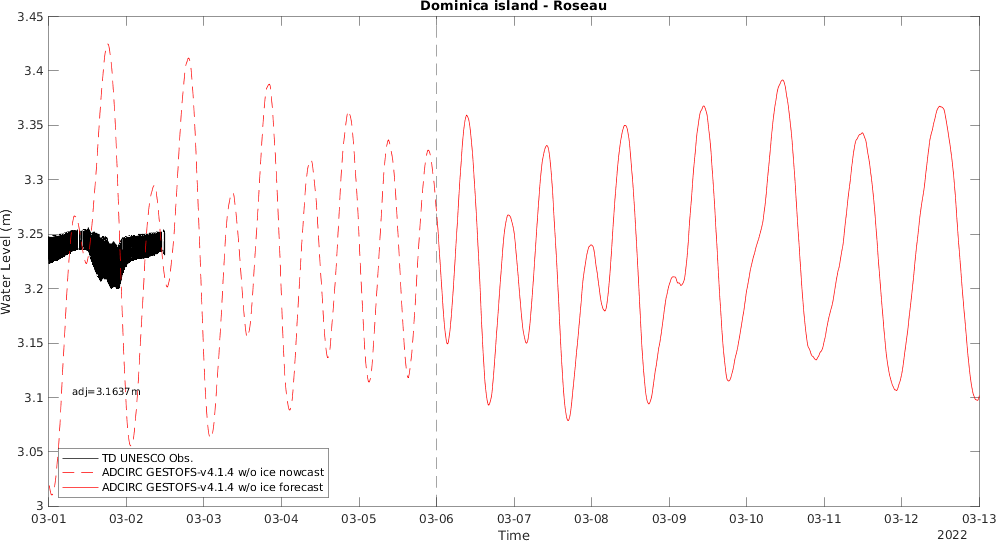 Dominica island - Roseau
3.45
3.4
3.35
3.3
3.25
3.2
3.15
3.1
3.05
3
Water Level (m)
adj=3.1637m
TD UNESCO Obs.
ADCIRC GESTOFS-v4.1.4 w/o ice nowcast
ADCIRC GESTOFS-v4.1.4 w/o ice forecast
03-01 03-02 03-03 03-04 03-05 03-06 03-07 03-08 03-09 03-10 03-11 03-12 03-13
Time
2022